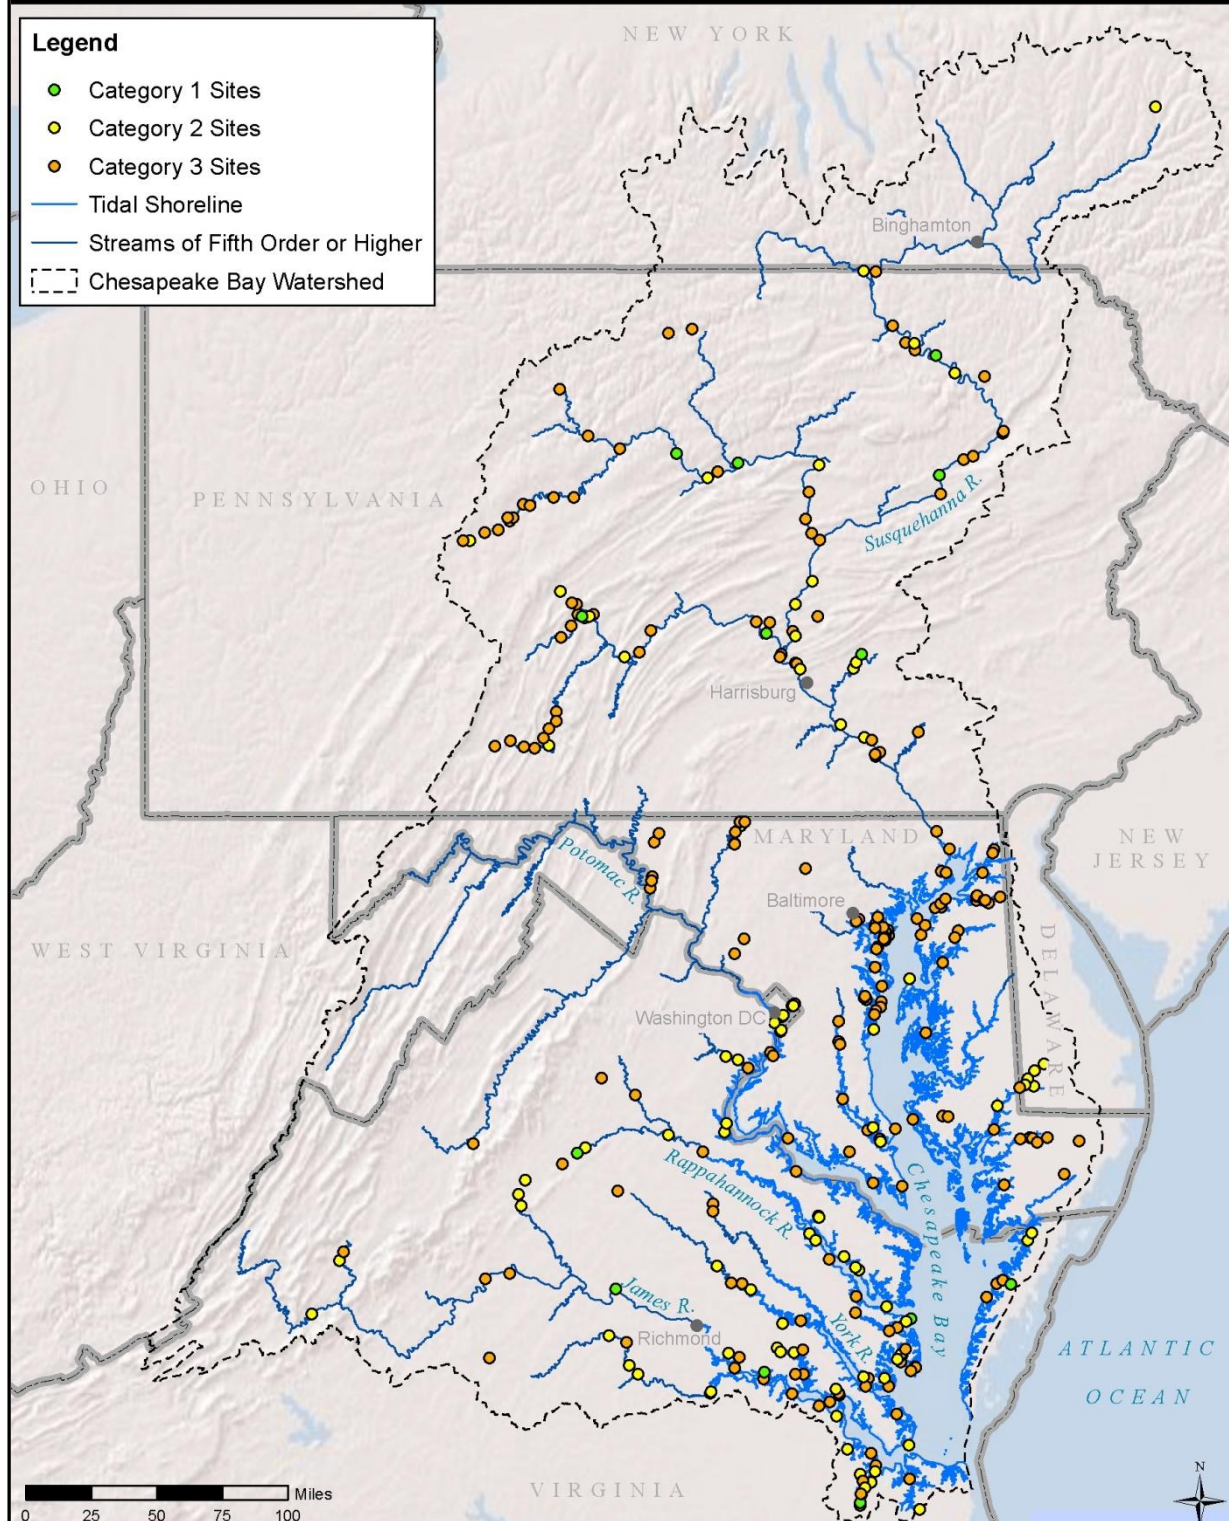 Legend
Category 1 Sites
Category 2 Sites
Category 3 Sites
Tidal Shoreline
Streams of Fifth Order or Higher
Chesapeake Bay Watershed
NEW YORK
Binghamton
OHIO
PENNSYLVANIA
Susquehanna R.
Harrisburg
MARYLAND
NEW
JERSEY
Potomac R.
Baltimore
WEST VIRGINIA
DELAWARE
Washington DC
Rappahannock R.
Chesapeake Bay
James R.
York R.
Richmond
ATLANTIC
OCEAN
VIRGINIA
Miles
0 25 50 75 100
N